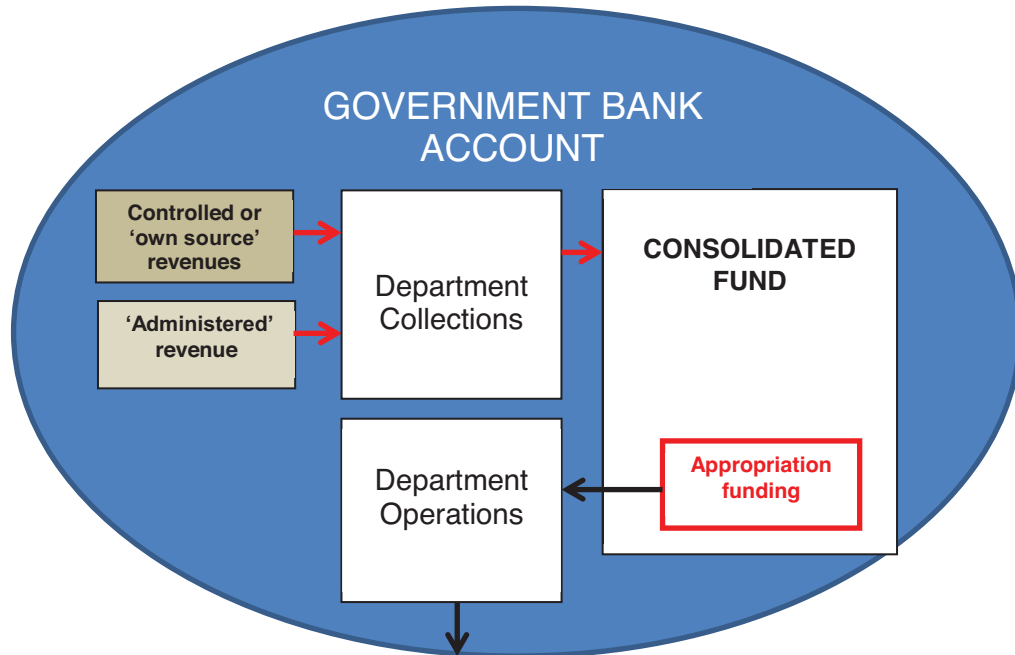 GOVERNMENT BANK
ACCOUNT
Controlled or
‘own source’
revenues
‘Administered’
revenue
Department
Collections
CONSOLIDATED
FUND
Department
Operations
Appropriation
funding